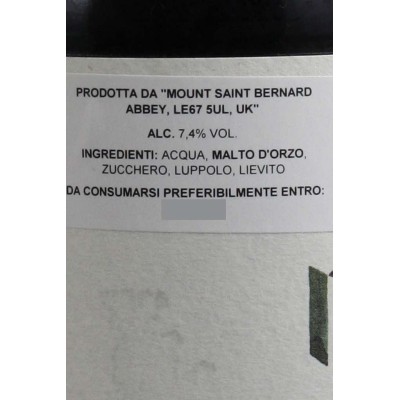 PRODOTTA DA "MOUNT SAINT BERNARD
ABBEY, LE67 5UL, UK"
ALC. 7,4% VOL.
INGREDIENTI: ACQUA, MALTO D'ORZO,
ZUCCHERO, LUPPOLO, LIEVITO
DA CONSUMARSI PREFERIBILMENTE ENTRO: